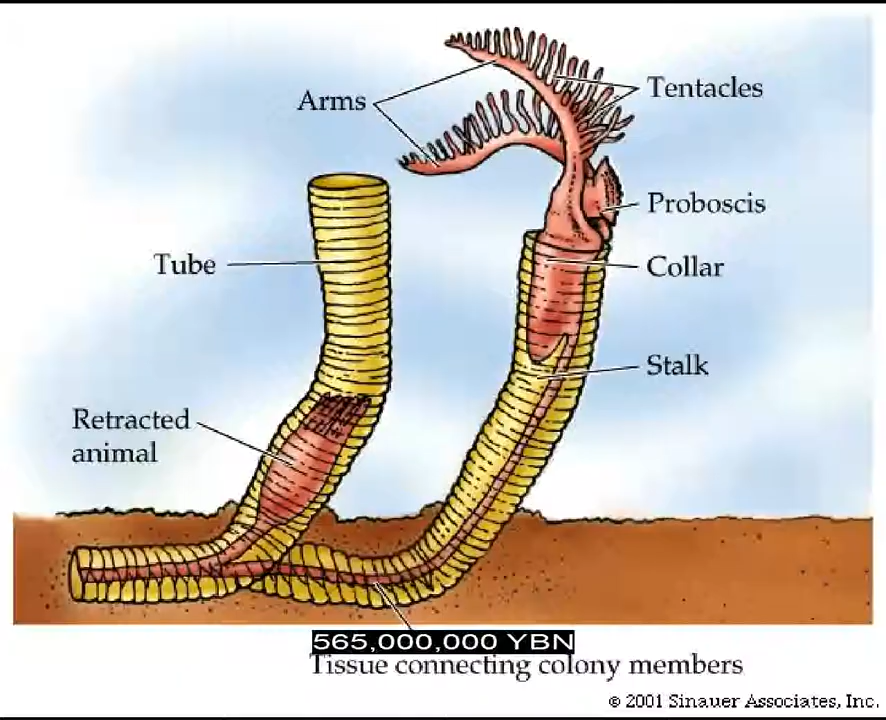 Arms
Tentacles
Proboscis
Tube
Collar
Stalk
Retracted
animal
565,000,000 YBN
Tissue connecting colony members
© 2001 Sinauer Associates, Inc.